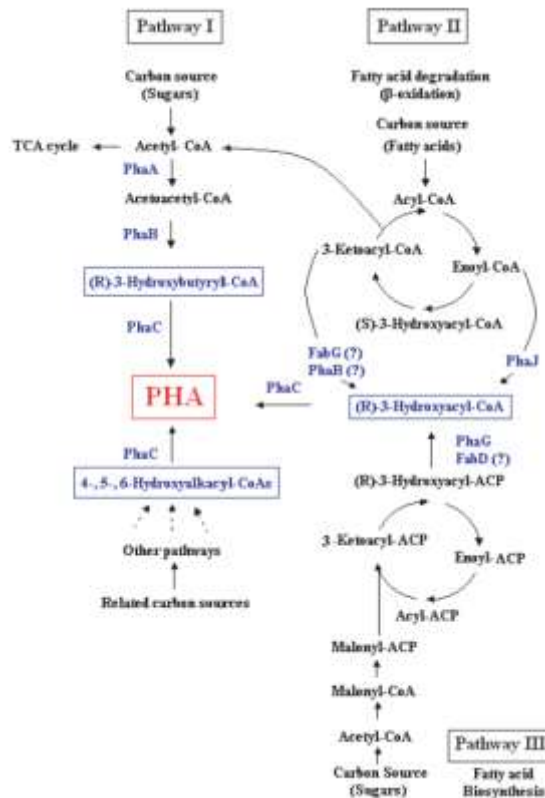 Pathway I
Carbon source
(Sugars)
TCA cycle
Acetyl- CoA
PhaA
Acetoacetyl-CoA
PhaB
(R)-3-Hydroxybutyryll-CoA
PhaC
PHA
PhaC
4-,5-,6-Hydroxyalkacyl-CoAs
Other pathways
Related carbon sources
Pathway II
Fatty acid degradation
(β-oxidation)
Carbon source
(Fatty acids)
Acyl-CoA
3-Ketoacyl-CoA
Enoyl-CoA
(S)-3-Hydroxyacyl-CoA
FabG (?)
PhaB (?)
PhaJ
PhaC
(R)-3-Hydroxyacyl-CoA
PhaG
FabD (?)
(R)-3-Hydroxyacyl-ACP
3-Ketoacyl-ACP
Enoyl-ACP
Acyl-ACP
Malonyl-ACP
Malonyl-CoA
Acetyl-CoA
Carbon Source
(Sugars)
Pathway III
Fatty acid
Biosynthesis